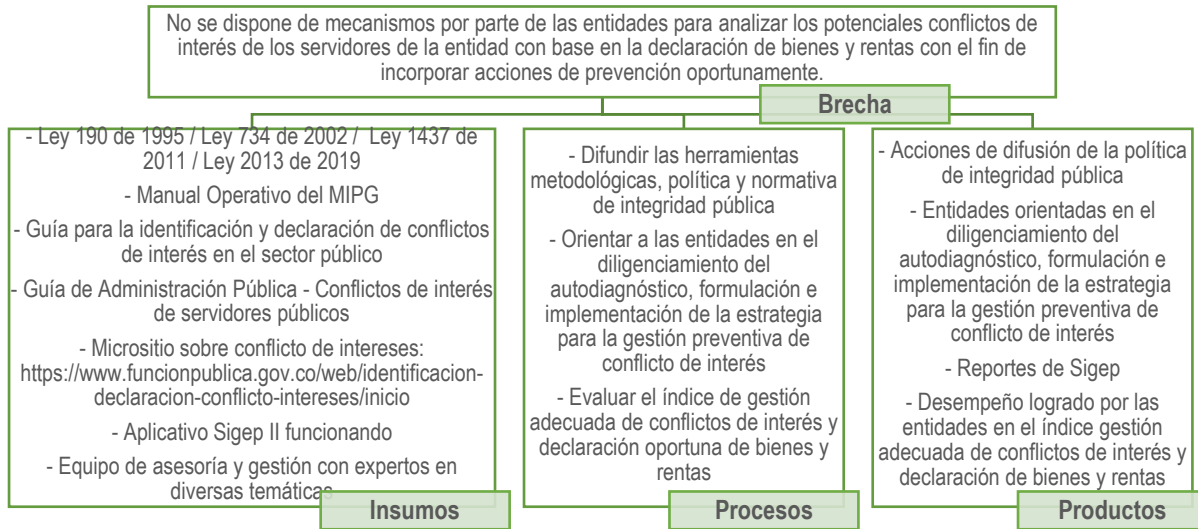 No se dispone de mecanismos por parte de las entidades para analizar los potenciales conflictos de
interés de los servidores de la entidad con base en la declaración de bienes y rentas con el fin de
incorporar acciones de prevención oportunamente.
Brecha
- Ley 190 de 1995 / Ley 734 de 2002 / Ley 1437 de
2011 / Ley 2013 de 2019
- Manual Operativo del MIPG
- Guía para la identificación y declaración de conflictos
de interés en el sector público
- Guía de Administración Pública - Conflictos de interés
de servidores públicos
- Micrositio sobre conflicto de intereses:
https://www.funcionpublica.gov.co/web/identificacion-
declaracion-conflicto-intereses/inicio
- Aplicativo Sigep II funcionando
- Equipo de asesoría y gestión con expertos en
diversas temáticas
Insumos
- Difundir las herramientas
metodológicas, política y normativa
de integridad pública
- Orientar a las entidades en el
diligenciamiento del
autodiagnóstico, formulación e
implementación de la estrategia
para la gestión preventiva de
conflicto de interés
- Evaluar el índice de gestión
adecuada de conflictos de interés y
declaración oportuna de bienes y
rentas
Procesos
- Acciones de difusión de la política
de integridad pública
- Entidades orientadas en el
diligenciamiento del
autodiagnóstico, formulación e
implementación de la estrategia
para la gestión preventiva de
conflicto de interés
- Reportes de Sigep
- Desempeño logrado por las
entidades en el índice gestión
adecuada de conflictos de interés y
declaración de bienes y rentas
Productos